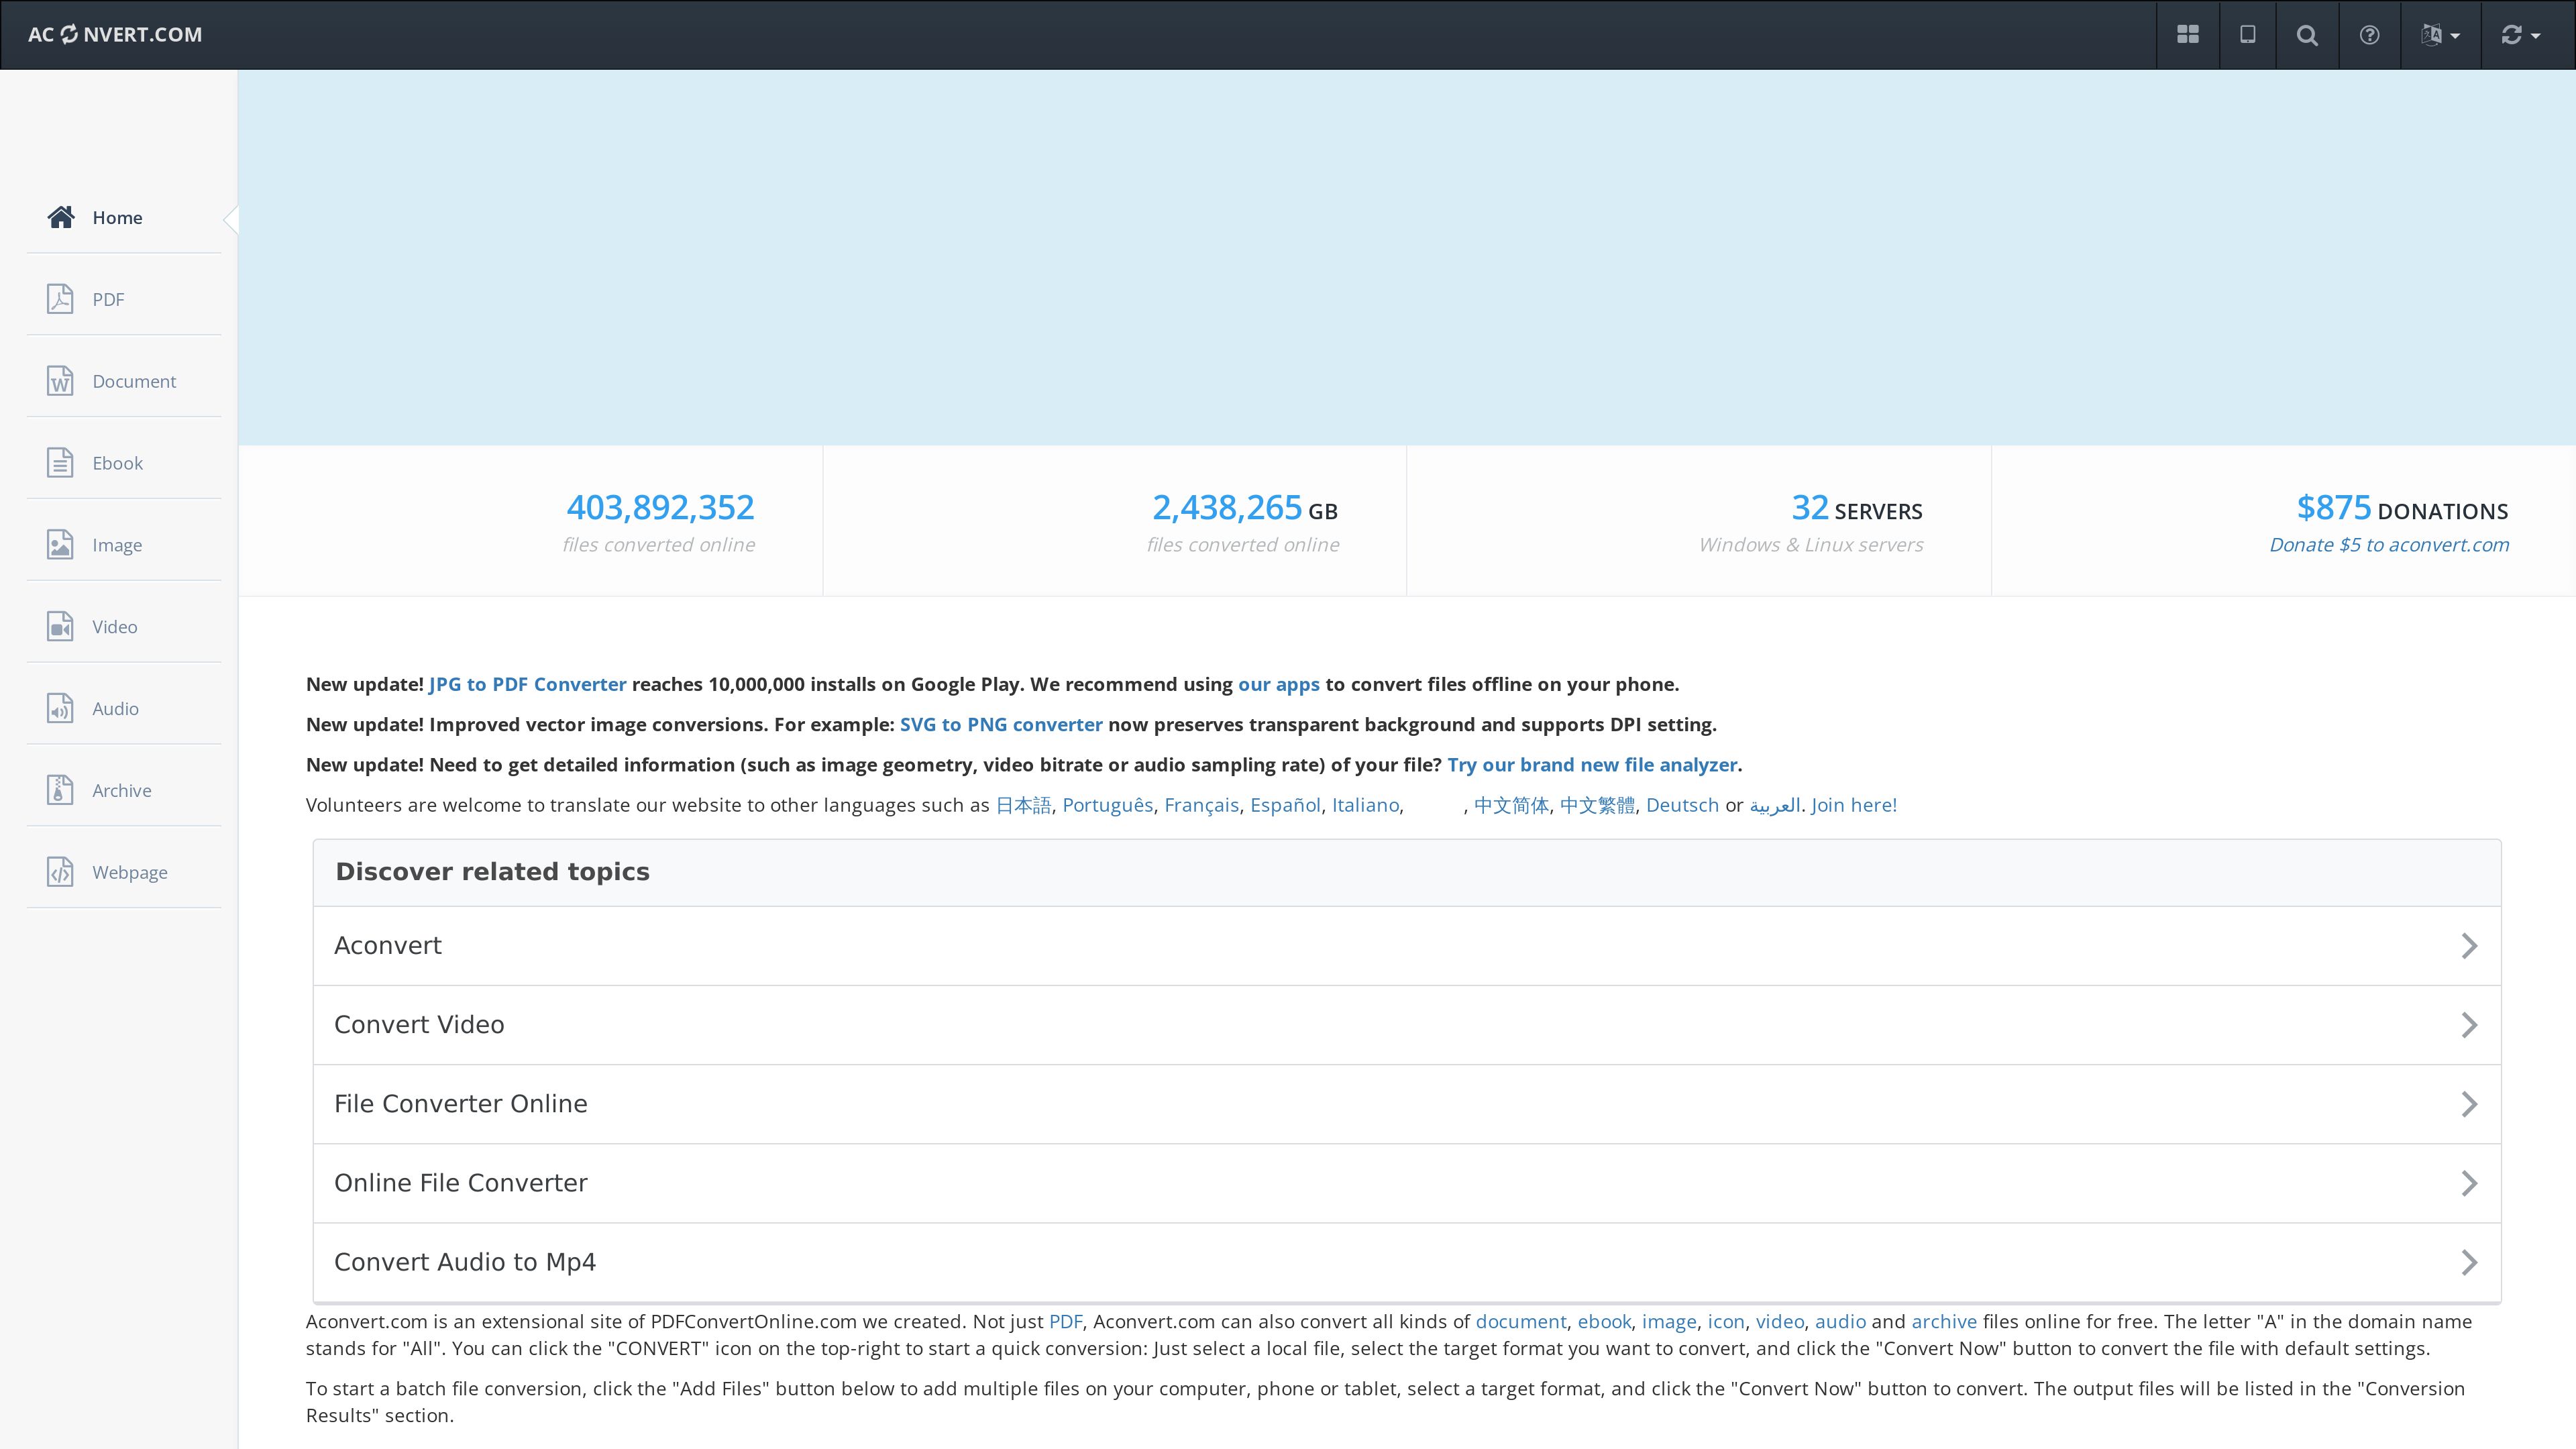 AC NVERT.COM
Home
PDF
Document
Ebook
Image
Video
Audio
Archive
Webpage
403,892,352
files converted online
2,438,265 GB
files converted online
32 SERVERS
Windows & Linux servers
$875 DONATIONS
Donate $5 to aconvert.com
New update! JPG to PDF Converter reaches 10,000,000 installs on Google Play. We recommend using our apps to convert files offline on your phone.
New update! Improved vector image conversions. For example: SVG to PNG converter now preserves transparent background and supports DPI setting.
New update! Need to get detailed information (such as image geometry, video bitrate or audio sampling rate) of your file? Try our brand new file analyzer.
Volunteers are welcome to translate our website to other languages such as 日本語, Português, Français, Español, Italiano, , 中文简体, 中文繁體, Deutsch or العربية. Join here!
Discover related topics
Aconvert
Convert Video
File Converter Online
Online File Converter
Convert Audio to Mp4
Aconvert.com is an extensional site of PDFConvertOnline.com we created. Not just PDF, Aconvert.com can also convert all kinds of document, ebook, image, icon, video, audio and archive files online for free. The letter "A" in the domain name
stands for "All". You can click the "CONVERT" icon on the top-right to start a quick conversion: Just select a local file, select the target format you want to convert, and click the "Convert Now" button to convert the file with default settings.
To start a batch file conversion, click the "Add Files" button below to add multiple files on your computer, phone or tablet, select a target format, and click the "Convert Now" button to convert. The output files will be listed in the "Conversion
Results" section.